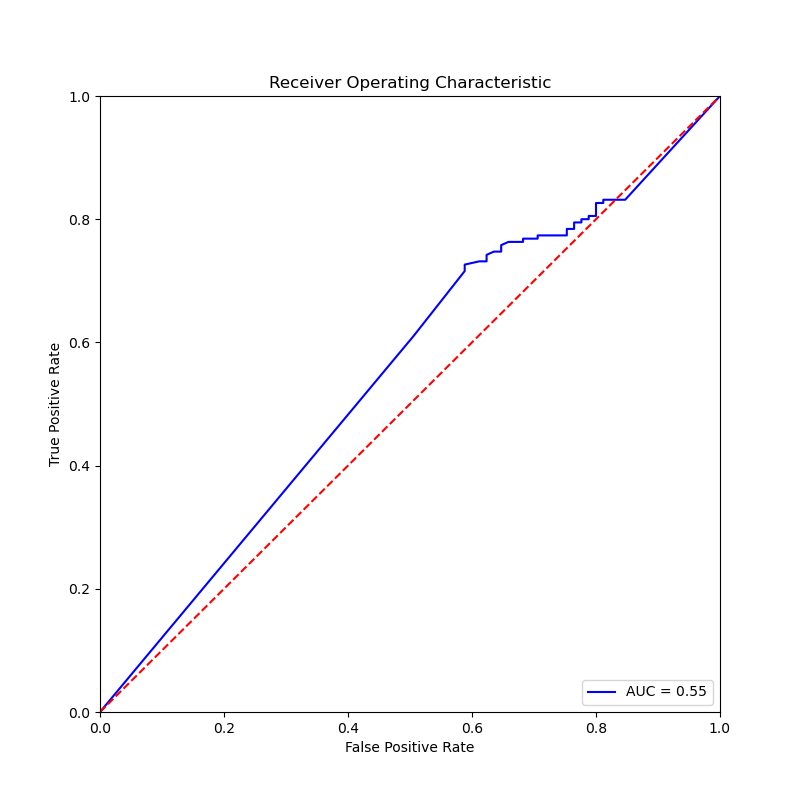 Receiver Operating Characteristic
1.0
0.8
0.6
0.4
0.2
0.0
True Positive Rate
AUC = 0.55
0.0 0.2 0.4 0.6 0.8 1.0
False Positive Rate